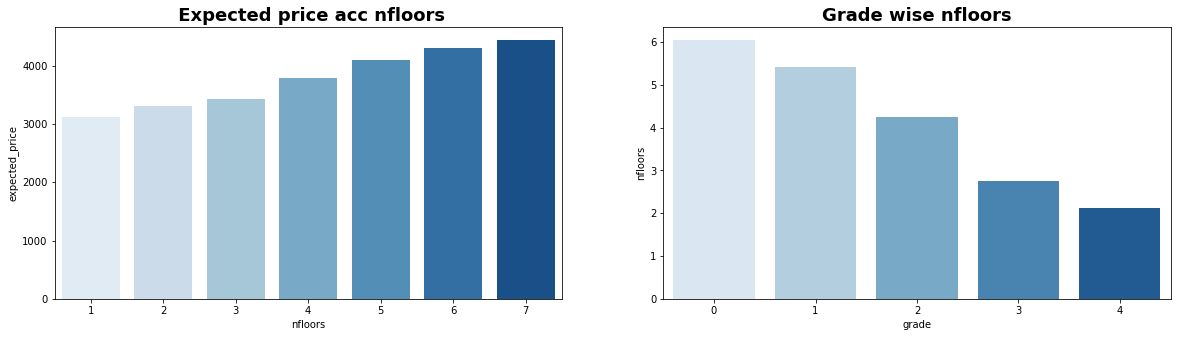 Expected price acc nfloors
expected_price
4000
3000
2000
1000
0
1 2 3 4 5 6 7
nfloors
Grade wise nfloors
nfloors
6
5
4
3
2
1
0
0 1 2 3 4
grade